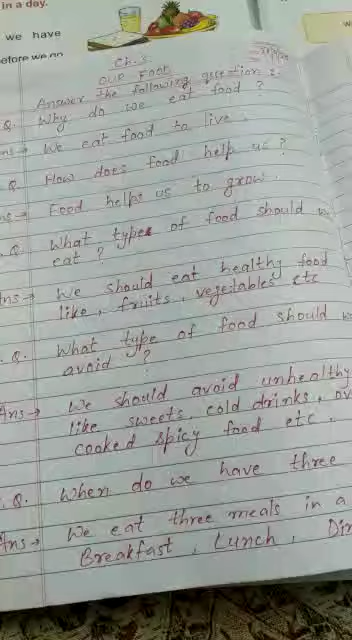 in a day.
we have
before we go
Ch. 3
OUR FOOD
Answer the following question :
Q. Why do we eat food ?
Ans → We eat food to live.
Q. How does food help us ?
Ans → Food helps us to grow.
Q. What types of food should
eat ?
Ans → We should eat healthy food
like, fruits, vegeitables etc
Q. What type of food should
avoid ?
Ans → We should avoid unhealthy
like sweets, cold drinks,
cooked spicy food etc.
Q. When do we have three
Ans → We eat three meals in a
Breakfast, Lunch,